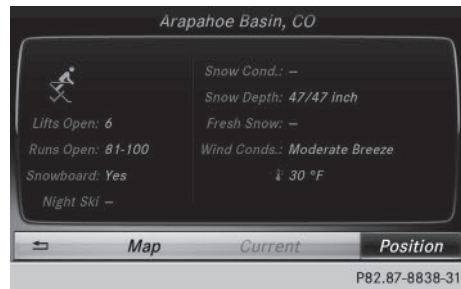 Arapahoe Basin, CO
Lifts Open: 6
Runs Open: 81-100
Snowboard: Yes
Night Ski –
Snow Cond.: –
Snow Depth: 47/47 inch
Fresh Snow: –
Wind Conds.: Moderate Breeze
30 °F
Map Current Position
P82.87-8838-31